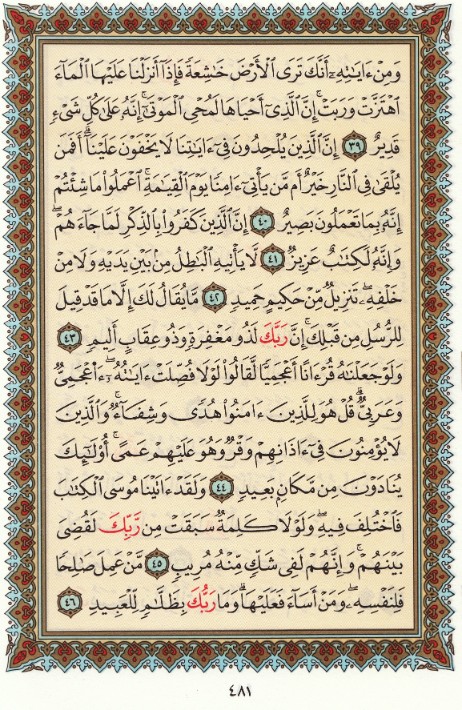 وَمِنْ ءَايَٰتِهِۦٓ أَنَّكَ تَرَى ٱلْأَرْضَ خَٰشِعَةً فَإِذَآ أَنزَلْنَا عَلَيْهَا ٱلْمَآءَ
ٱهْتَزَّتْ وَرَبَتْ ۚ إِنَّ ٱلَّذِىٓ أَحْيَاهَا لَمُحْىِ ٱلْمَوْتَىٰٓ ۚ إِنَّهُۥ عَلَىٰ كُلِّ شَىْءٍ
قَدِيرٌ ٣٩ إِنَّ ٱلَّذِينَ يُلْحِدُونَ فِىٓ ءَايَٰتِنَا لَا يَخْفَوْنَ عَلَيْنَآ ۗ أَفَمَن
يُلْقَىٰ فِى ٱلنَّارِ خَيْرٌ أَم مَّن يَأْتِىٓ ءَامِنًا يَوْمَ ٱلْقِيَٰمَةِ ۚ ٱعْمَلُوا۟ مَا شِئْتُمْ ۖ
إِنَّهُۥ بِمَا تَعْمَلُونَ بَصِيرٌ ٤٠ إِنَّ ٱلَّذِينَ كَفَرُوا۟ بِٱلذِّكْرِ لَمَّا جَآءَهُمْ ۖ
وَإِنَّهُۥ لَكِتَٰبٌ عَزِيزٌ ٤١ لَّا يَأْتِيهِ ٱلْبَٰطِلُ مِنۢ بَيْنِ يَدَيْهِ وَلَا مِنْ
خَلْفِهِۦ ۖ تَنزِيلٌ مِّنْ حَكِيمٍ حَمِيدٍ ٤٢ مَّا يُقَالُ لَكَ إِلَّا مَا قَدْ قِيلَ
لِلرُّسُلِ مِن قَبْلِكَ ۚ إِنَّ رَبَّكَ لَذُو مَغْفِرَةٍ وَذُو عِقَابٍ أَلِيمٍ ٤٣
وَلَوْ جَعَلْنَٰهُ قُرْءَانًا أَعْجَمِيًّا لَّقَالُوا۟ لَوْلَا فُصِّلَتْ ءَايَٰتُهُۥٓ ۖ ءَا۬عْجَمِىٌّ
وَعَرَبِىٌّ ۗ قُلْ هُوَ لِلَّذِينَ ءَامَنُوا۟ هُدًى وَشِفَآءٌ ۖ وَٱلَّذِينَ
لَا يُؤْمِنُونَ فِىٓ ءَاذَانِهِمْ وَقْرٌ وَهُوَ عَلَيْهِمْ عَمًى ۚ أُو۟لَٰٓئِكَ
يُنَادَوْنَ مِن مَّكَانٍۭ بَعِيدٍ ٤٤ وَلَقَدْ ءَاتَيْنَا مُوسَى ٱلْكِتَٰبَ
فَٱخْتُلِفَ فِيهِ ۗ وَلَوْلَا كَلِمَةٌ سَبَقَتْ مِن رَّبِّكَ لَقُضِىَ
بَيْنَهُمْ ۚ وَإِنَّهُمْ لَفِى شَكٍّ مِّنْهُ مُرِيبٍ ٤٥ مَّنْ عَمِلَ صَٰلِحًا
فَلِنَفْسِهِۦ ۖ وَمَنْ أَسَآءَ فَعَلَيْهَا ۗ وَمَا رَبُّكَ بِظَلَّٰمٍ لِّلْعَبِيدِ ٤٦
٤٨١